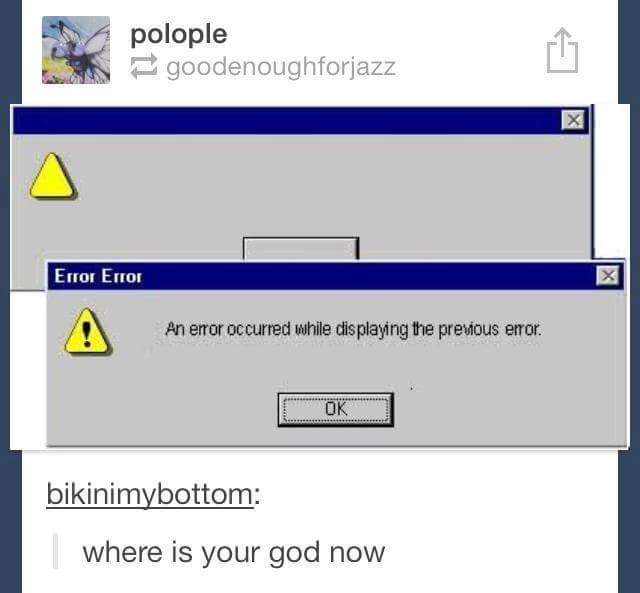 polople
goodenoughforjazz
Error Error
An error occurred while displaying the previous error.
OK
bikinimybottom:
where is your god now